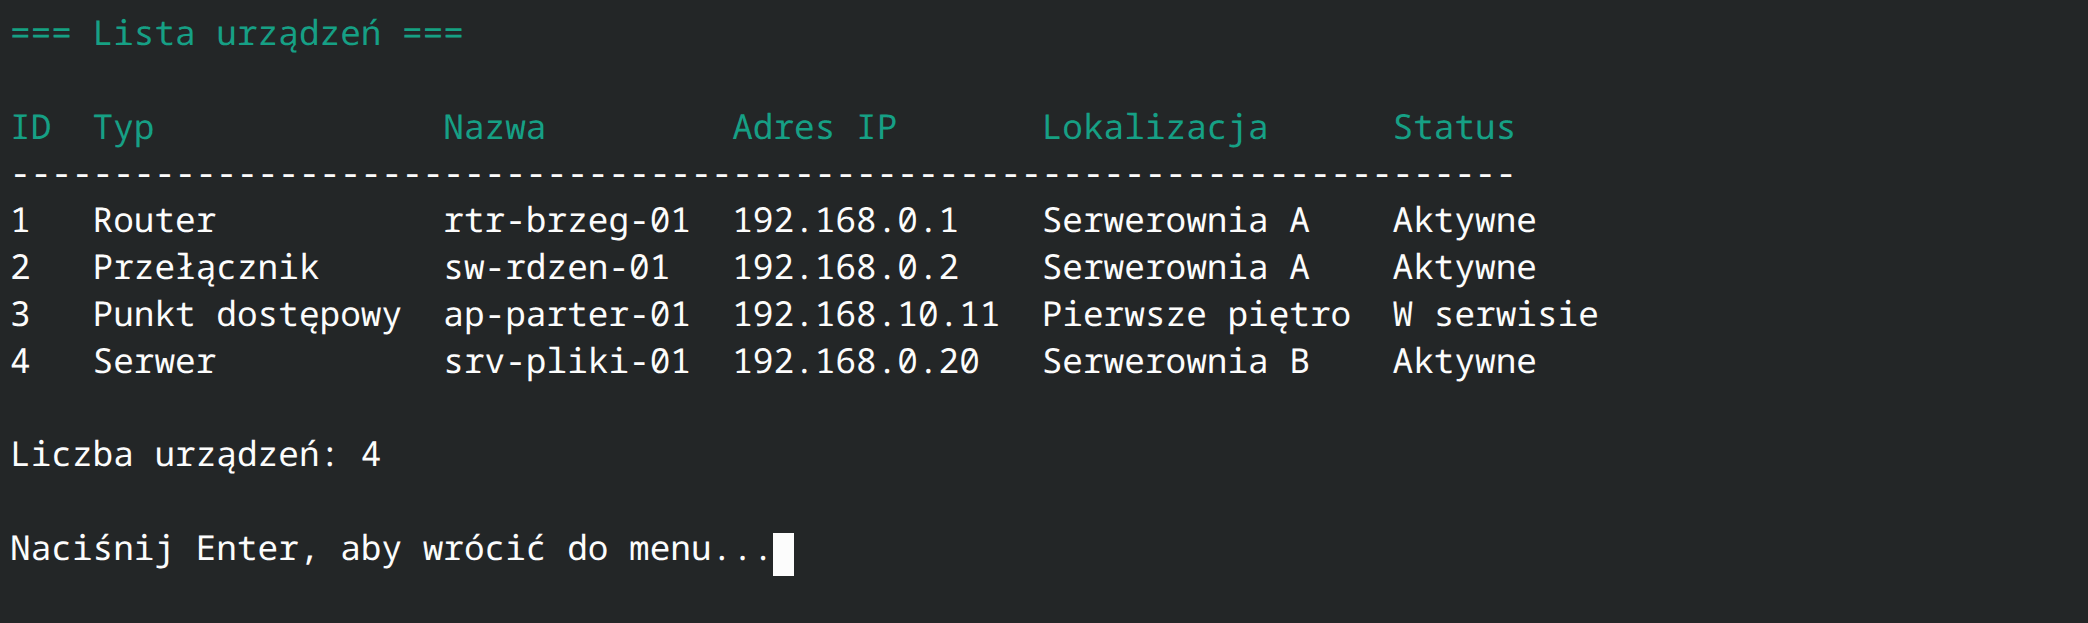 === Lista urządzeń ===
ID  Typ              Nazwa         Adres IP       Lokalizacja      Status
-------------------------------------------------------------------------
1   Router           rtr-brzeg-01  192.168.0.1    Serwerownia A    Aktywne
2   Przełącznik      sw-rdzen-01   192.168.0.2    Serwerownia A    Aktywne
3   Punkt dostępowy  ap-parter-01  192.168.10.11  Pierwsze piętro  W serwisie
4   Serwer           srv-pliki-01  192.168.0.20   Serwerownia B    Aktywne
Liczba urządzeń: 4
Naciśnij Enter, aby wrócić do menu...